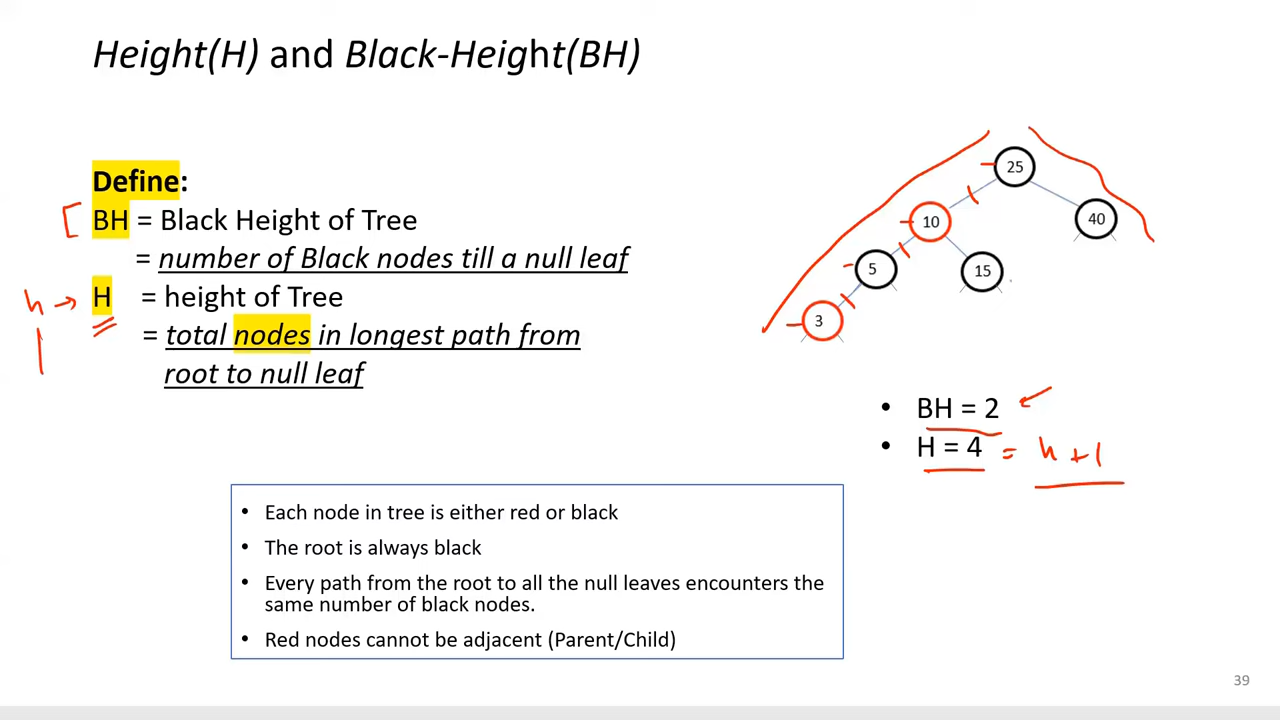 Height(H) and Black-Height(BH)
Define:
BH = Black Height of Tree
= number of Black nodes till a null leaf
h → H = height of Tree
= total nodes in longest path from
root to null leaf
25
10
40
5
15
3
• BH = 2
• H = 4 = h + 1
• Each node in tree is either red or black
• The root is always black
• Every path from the root to all the null leaves encounters the
same number of black nodes.
• Red nodes cannot be adjacent (Parent/Child)
39